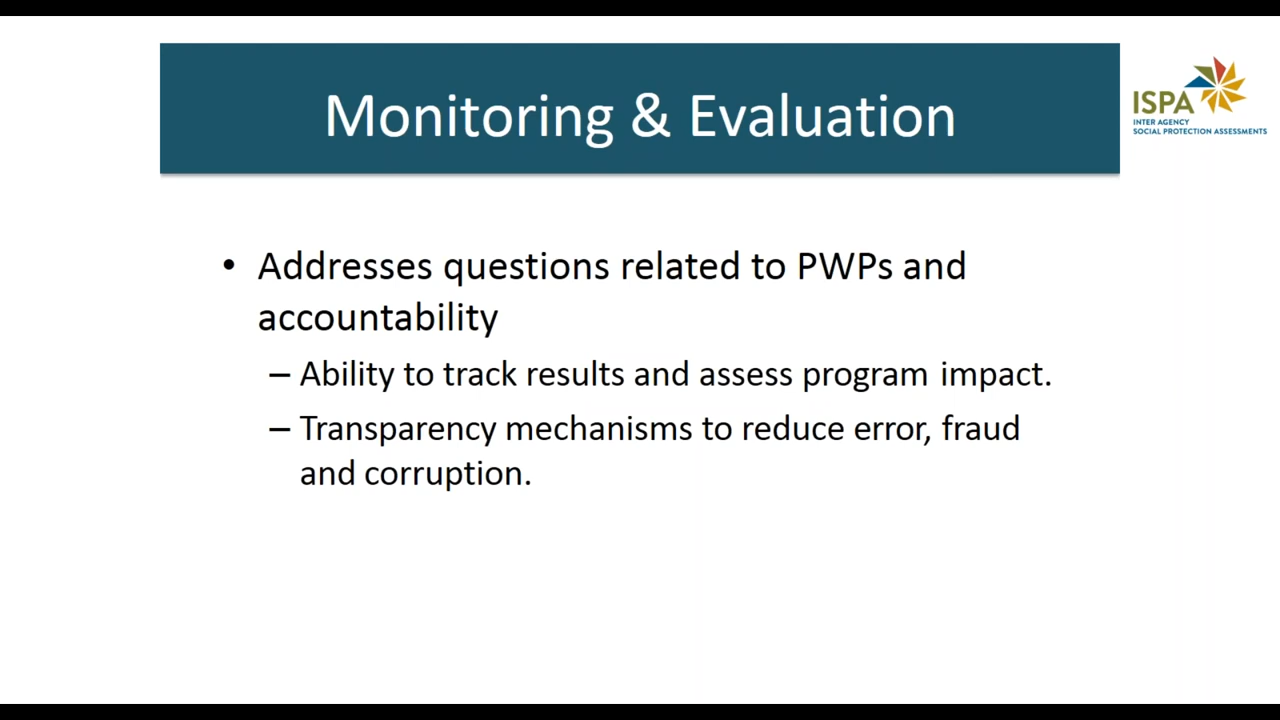 Monitoring & Evaluation
ISPA
INTER AGENCY
SOCIAL PROTECTION ASSESSMENTS
• Addresses questions related to PWPs and
accountability
– Ability to track results and assess program impact.
– Transparency mechanisms to reduce error, fraud
and corruption.